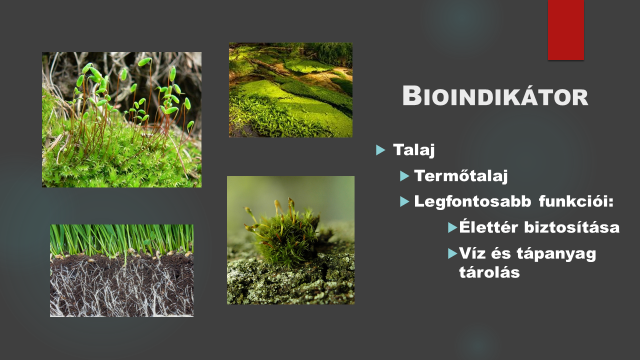 BIOINDIKÁTOR
Talaj
Termőtalaj
Legfontosabb funkciói:
Élettér biztosítása
Víz és tápanyag
tárolás